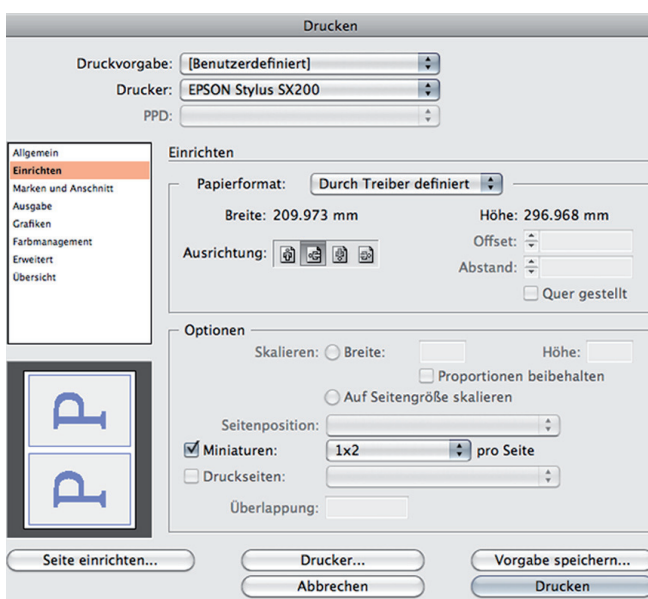 Drucken
Druckvorgabe: [Benutzerdefiniert]
Drucker: EPSON Stylus SX200
PPD:
Allgemein
Einrichten
Marken und Anschnitt
Ausgabe
Grafiken
Farbmanagement
Erweitert
Übersicht
Einrichten
Papierformat: Durch Treiber definiert
Breite: 209.973 mm Höhe: 296.968 mm
Ausrichtung:
Offset:
Abstand:
Quer gestellt
Optionen
Skalieren: Breite: Höhe:
Proportionen beibehalten
Auf Seitengröße skalieren
Seitenposition:
Miniaturen: 1x2 pro Seite
Druckseiten:
Überlappung:
P
P
Seite einrichten... Drucker... Vorgabe speichern...
Abbrechen Drucken